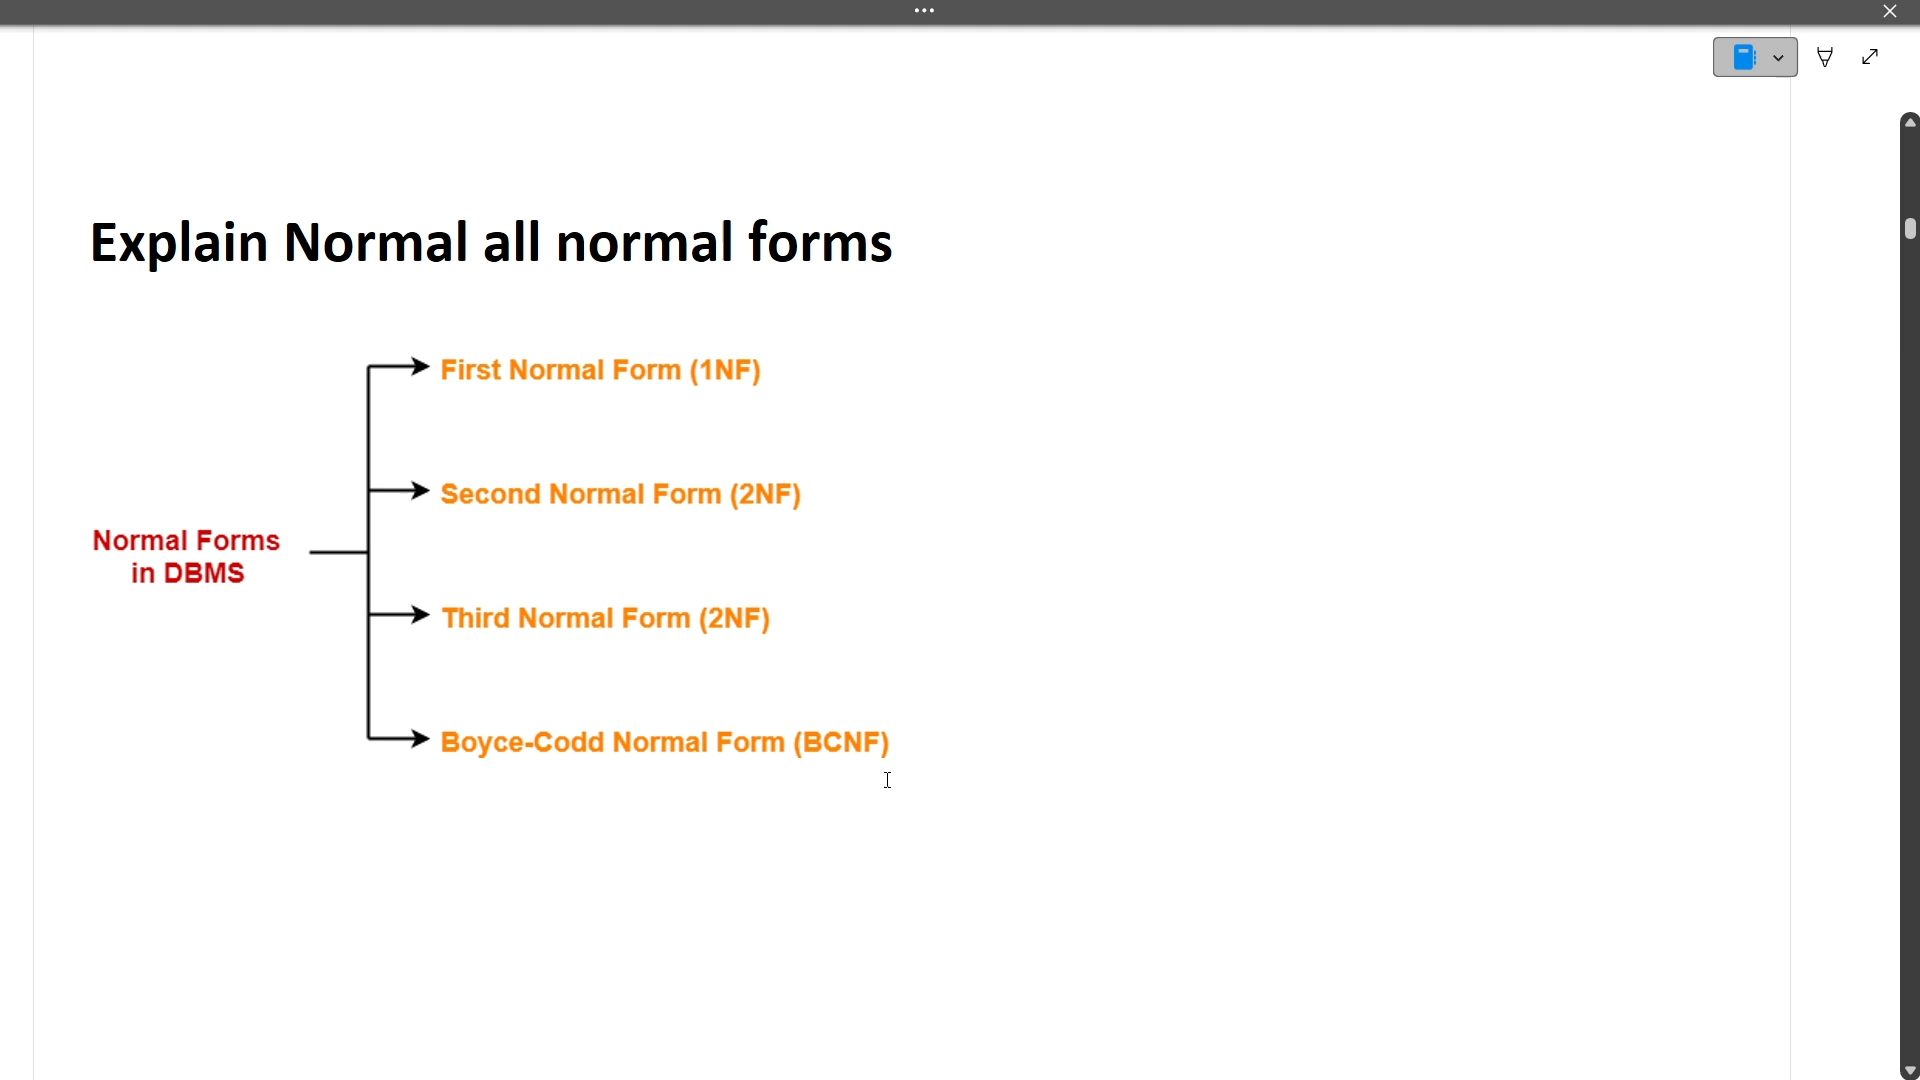 Explain Normal all normal forms
First Normal Form (1NF)
Second Normal Form (2NF)
Normal Forms
in DBMS
Third Normal Form (2NF)
Boyce-Codd Normal Form (BCNF)